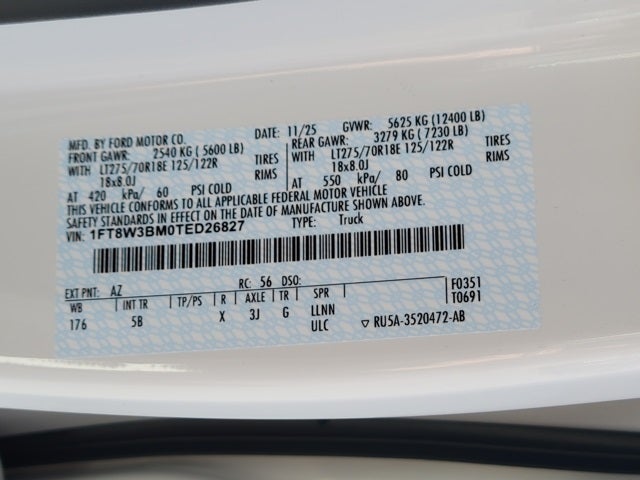 MFD. BY FORD MOTOR CO. DATE: 11/25 GVWR: 5625 KG (12400 LB)
FRONT GAWR: 2540 KG ( 5600 LB) REAR GAWR: 3279 KG ( 7230 LB)
WITH LT275/70R18E 125/122R TIRES WITH LT275/70R18E 125/122R TIRES
18x8.0J RIMS 18x8.0J RIMS
AT 420 kPa/ 60 PSI COLD AT 550 kPa/ 80 PSI COLD
THIS VEHICLE CONFORMS TO ALL APPLICABLE FEDERAL MOTOR VEHICLE
SAFETY STANDARDS IN EFFECT ON THE DATE OF MANUFACTURE SHOWN ABOVE.
VIN: 1FT8W3BM0TED26827 TYPE: Truck
EXT PNT: AZ RC: 56 DSO: F0351
WB INT TR TP/PS R AXLE TR SPR T0691
176 5B X 3J G LLNN
ULC ▽ RU5A-3520472-AB